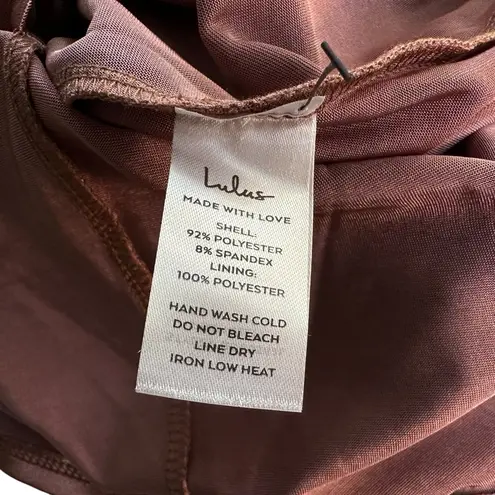 Lulus
MADE WITH LOVE
SHELL:
92% POLYESTER
8% SPANDEX
LINING:
100% POLYESTER
HAND WASH COLD
DO NOT BLEACH
LINE DRY
IRON LOW HEAT